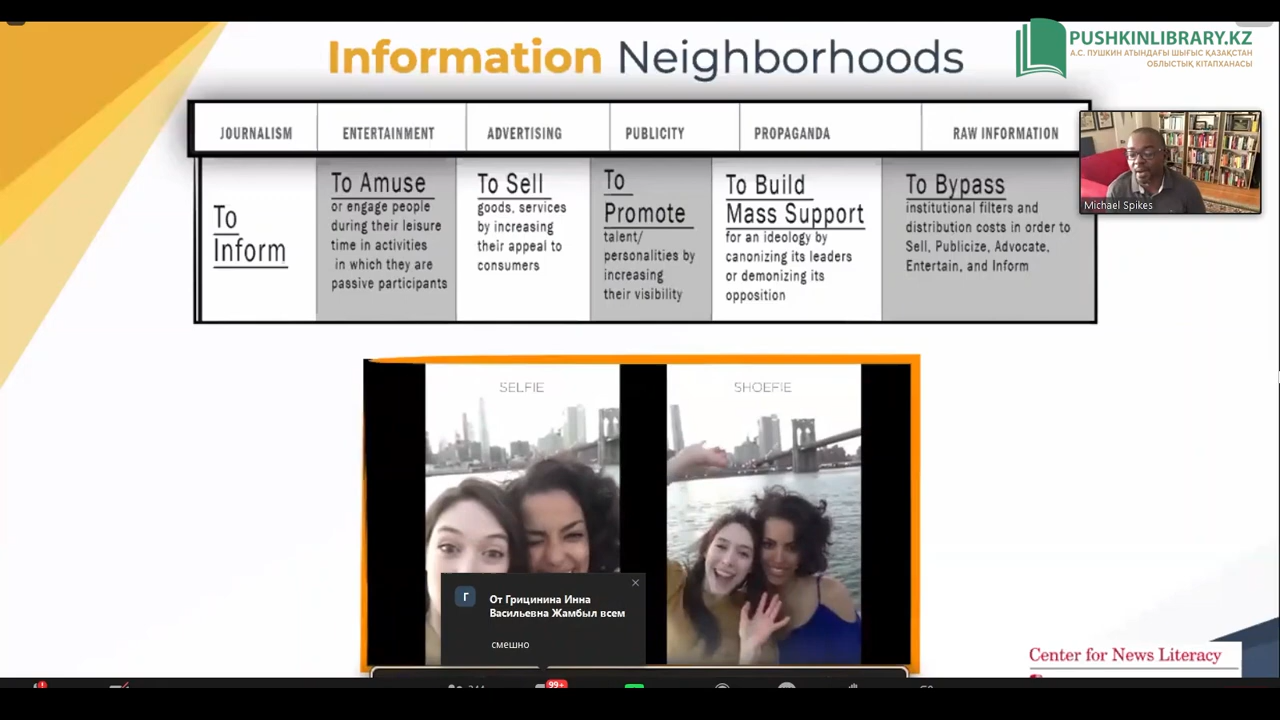 Information Neighborhoods
PUSHKINLIBRARY.KZ
А.С. ПУШКИН АТЫНДАҒЫ ШЫҒЫС ҚАЗАҚСТАН
ОБЛЫСТЫҚ КІТАПХАНАСЫ
JOURNALISM
ENTERTAINMENT
ADVERTISING
PUBLICITY
PROPAGANDA
RAW INFORMATION
To
Inform
To Amuse
or engage people
during their leisure
time in activities
in which they are
passive participants
To Sell
goods, services
by increasing
their appeal to
consumers
To
Promote
talent/
personalities by
increasing
their visibility
To Build
Mass Support
for an ideology by
canonizing its leaders
or demonizing its
opposition
To Bypass
institutional filters and
distribution costs in order to
Sell, Publicize, Advocate,
Entertain, and Inform
Michael Spikes
SELFIE
SHOEFIE
Г
От Грицинина Инна
Васильевна Жамбыл всем
смешно
Center for News Literacy
99+